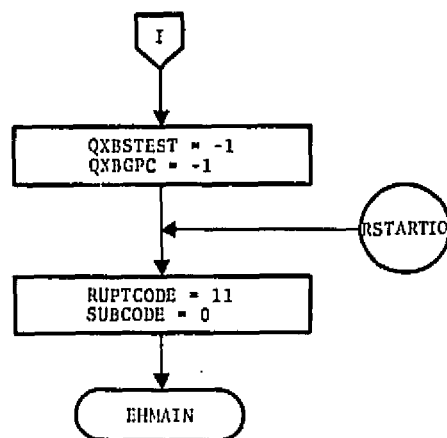 I
QXBSTEST = -1
QXBGPC = -1
RSTARTIO
RUPTCODE = 11
SUBCODE = 0
EHMAIN